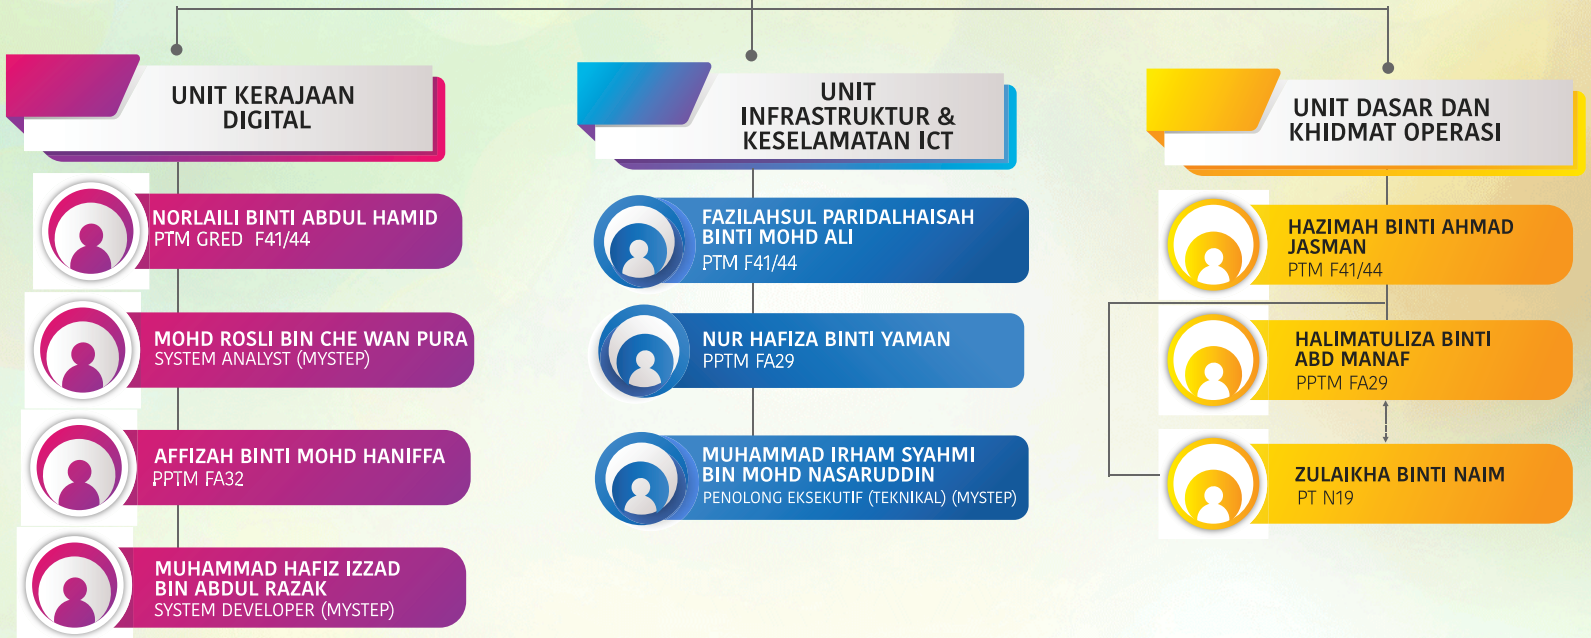 UNIT KERAJAAN
DIGITAL
NORLAILI BINTI ABDUL HAMID
PTM GRED F41/44
MOHD ROSLI BIN CHE WAN PURA
SYSTEM ANALYST (MYSTEP)
AFFIZAH BINTI MOHD HANIFFA
PPTM FA32
MUHAMMAD HAFIZ IZZAD
BIN ABDUL RAZAK
SYSTEM DEVELOPER (MYSTEP)
UNIT
INFRASTRUKTUR &
KESELAMATAN ICT
FAZILAHSUL PARIDALHAISAH
BINTI MOHD ALI
PTM F41/44
NUR HAFIZA BINTI YAMAN
PPTM FA29
MUHAMMAD IRHAM SYAHMI
BIN MOHD NASARUDDIN
PENOLONG EKSEKUTIF (TEKNIKAL) (MYSTEP)
UNIT DASAR DAN
KHIDMAT OPERASI
HAZIMAH BINTI AHMAD
JASMAN
PTM F41/44
HALIMATULIZA BINTI
ABD MANAF
PPTM FA29
ZULAIKHA BINTI NAIM
PT N19